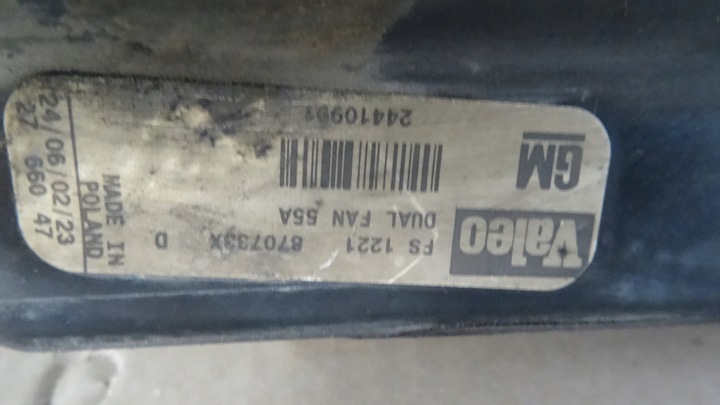 Valeo
FS 1221
870733X D
DUAL FAN 55A
GM
24410991
MADE IN
POLAND
24/06/02/23
27 660 47